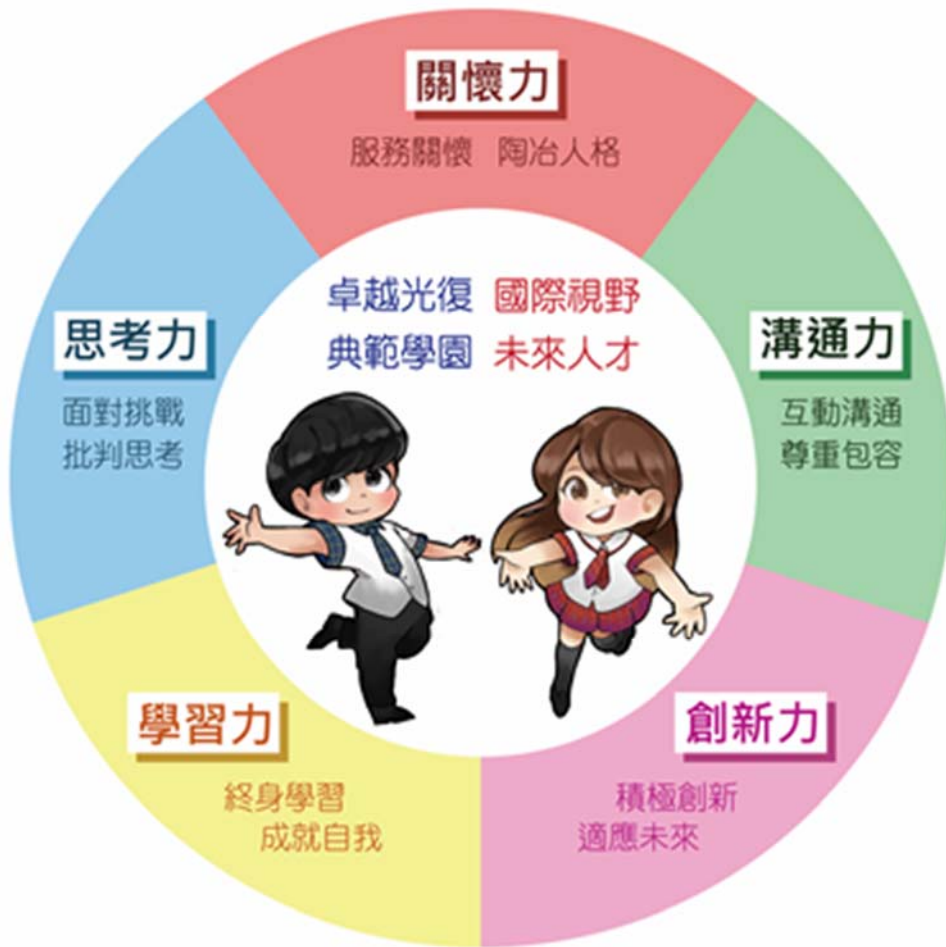 關懷力
服務關懷 陶冶人格
思考力
面對挑戰
批判思考
卓越光復 國際視野
典範學園 未來人才
溝通力
互動溝通
尊重包容
學習力
終身學習
成就自我
創新力
積極創新
適應未來